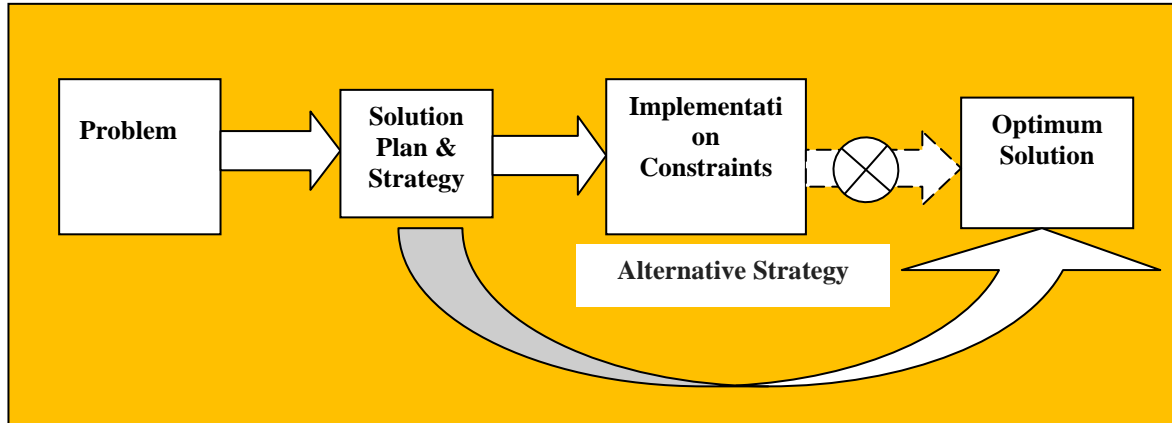 Problem
Solution
Plan &
Strategy
Implementati
on
Constraints
Optimum
Solution
Alternative Strategy